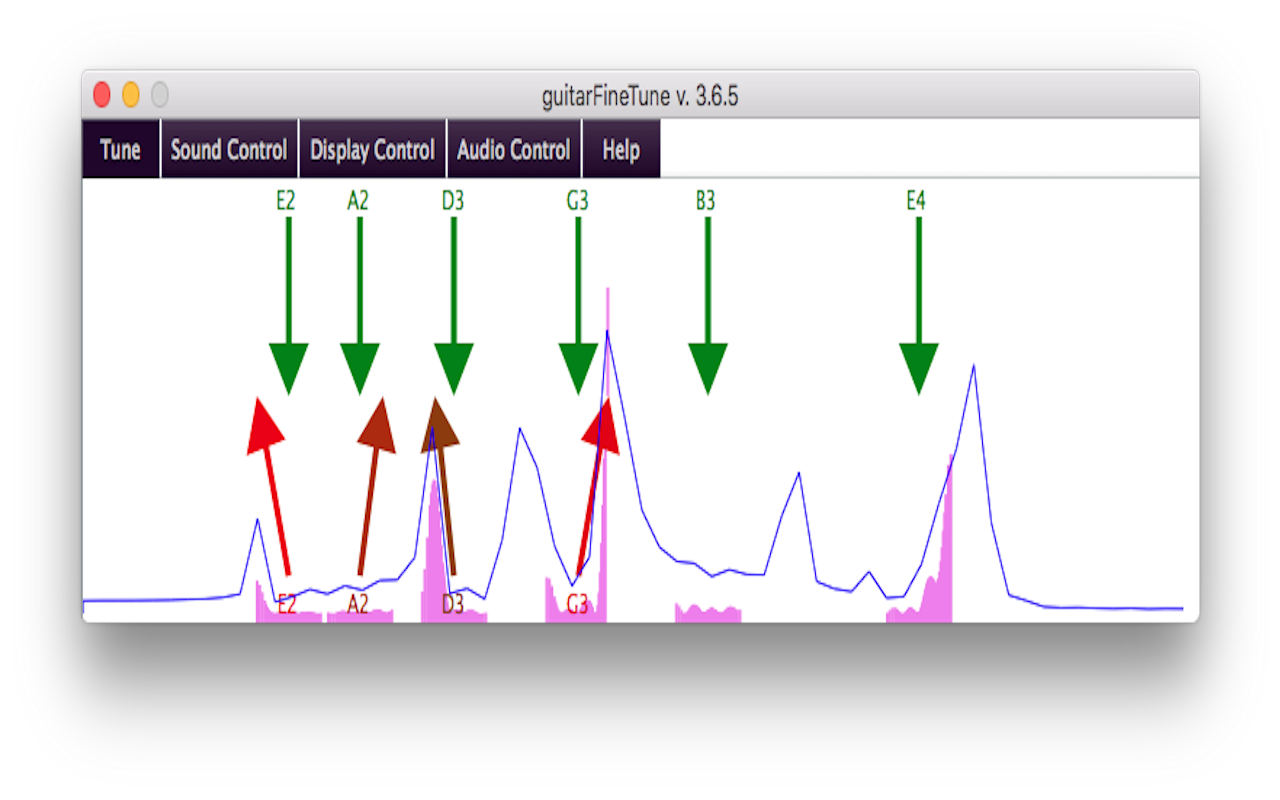 guitarFineTune v. 3.6.5
Tune Sound Control Display Control Audio Control Help
E2 A2 D3 G3 B3 E4
E2 A2 D3 G3